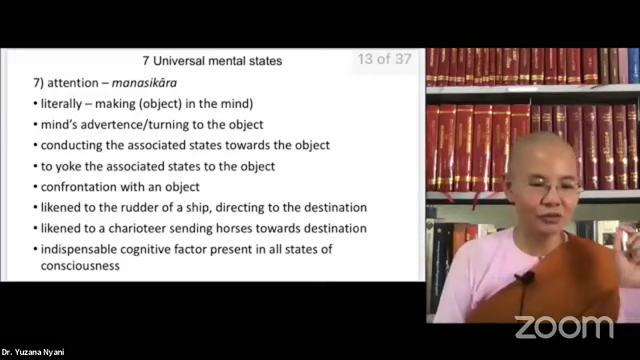 7 Universal mental states
13 of 37
7) attention – manasikāra
• literally – making (object) in the mind)
• mind's advertence/turning to the object
• conducting the associated states towards the object
• to yoke the associated states to the object
• confrontation with an object
• likened to the rudder of a ship, directing to the destination
• likened to a charioteer sending horses towards destination
• indispensable cognitive factor present in all states of
consciousness
zoom
Dr. Yuzana Nyani